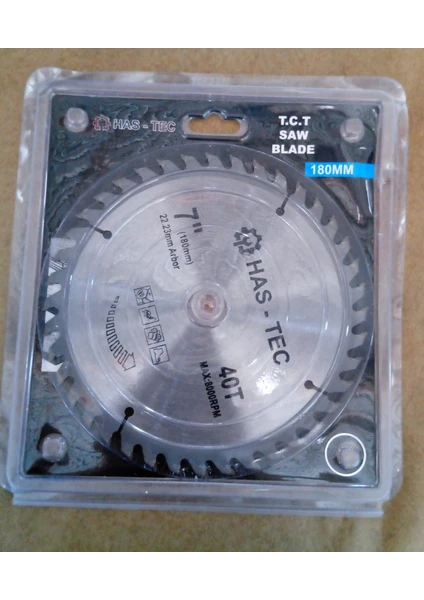 HAS - TEC
T.C.T
SAW
BLADE
180MM
7"
(180mm)
22.23mm Arbor
HAS - TEC
40T
MAX:8000RPM